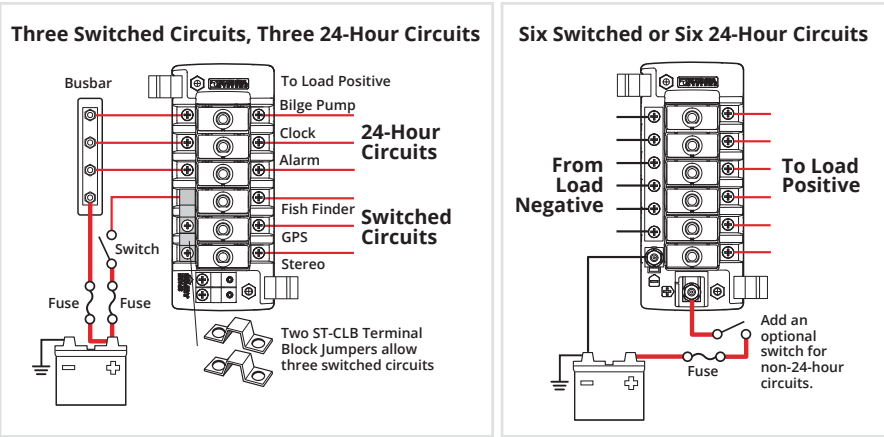 Three Switched Circuits, Three 24-Hour Circuits
Busbar
To Load Positive
Bilge Pump
Clock
Alarm
24-Hour
Circuits
Fish Finder
GPS
Stereo
Switched
Circuits
Switch
Fuse
Fuse
Two ST-CLB Terminal
Block Jumpers allow
three switched circuits
Six Switched or Six 24-Hour Circuits
From
Load
Negative
To Load
Positive
Add an
optional
switch for
non-24-hour
circuits.
Fuse